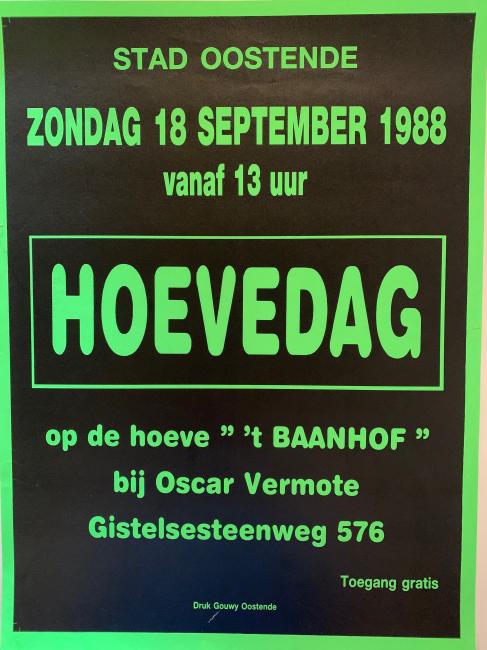 STAD OOSTENDE
ZONDAG 18 SEPTEMBER 1988
vanaf 13 uur
HOEVEDAG
op de hoeve ” ’t BAANHOF ”
bij Oscar Vermote
Gistelsesteenweg 576
Toegang gratis
Druk Gouwy Oostende